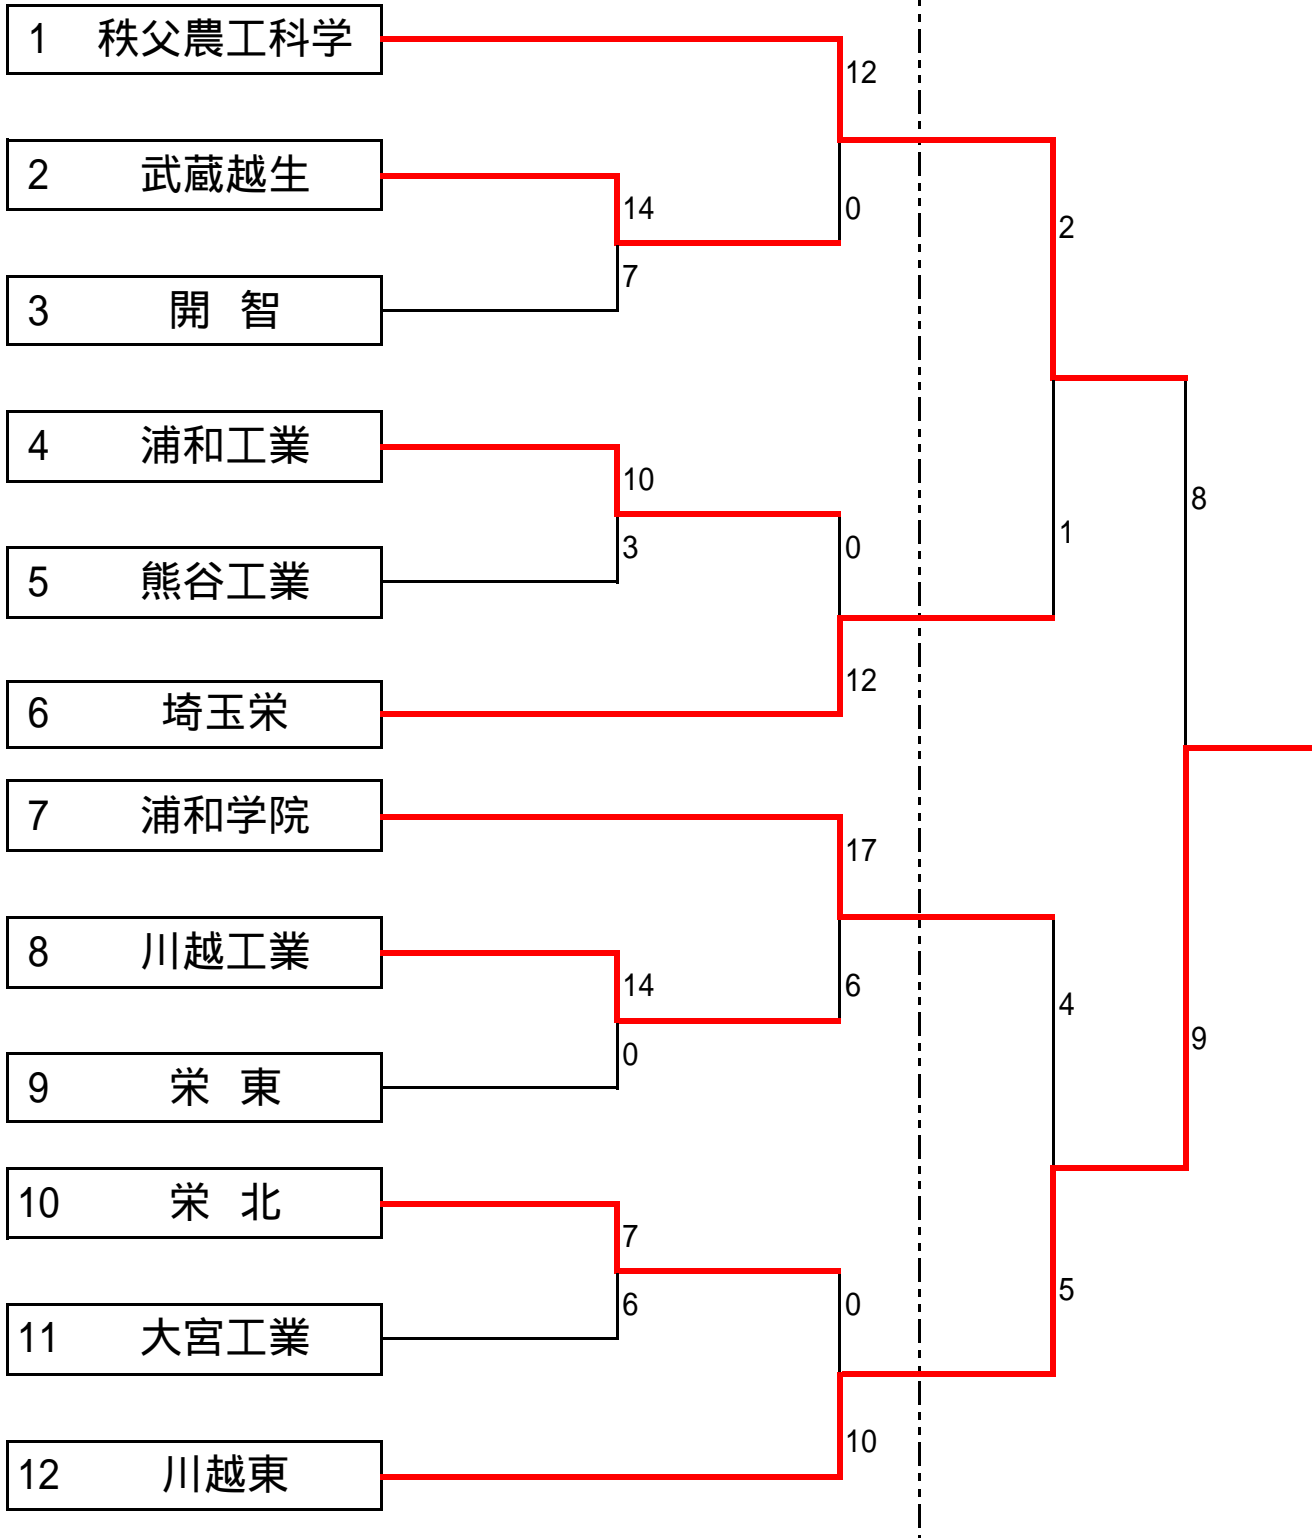 1 秩父農工科学
12
2 武蔵越生
14
0
2
7
3 開 智
4 浦和工業
10
8
1
3
0
5 熊谷工業
12
6 埼玉栄
7 浦和学院
17
8 川越工業
14
6
4
9
0
9 栄 東
10 栄 北
7
5
6
0
11 大宮工業
10
12 川越東